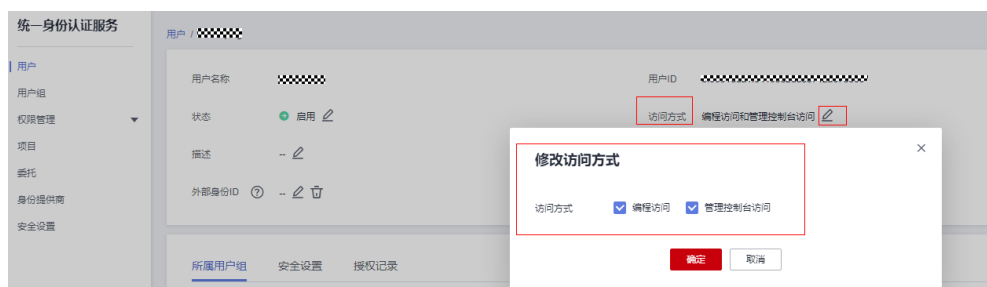 统一身份认证服务
用户 /
用户
用户组
权限管理
项目
委托
身份提供商
安全设置
用户名称
用户ID
状态 启用
访问方式 编程访问和管理控制台访问
描述 --
外部身份ID ? --
所属用户组 安全设置 授权记录
修改访问方式
访问方式 编程访问 管理控制台访问
确定 取消